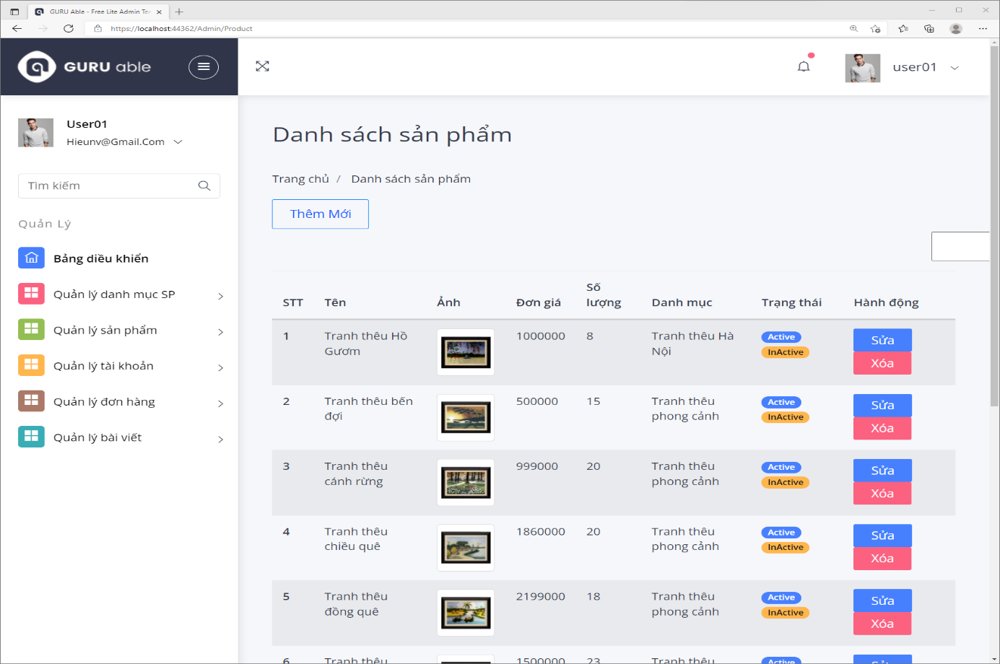 GURU Able - Free Lite Admin Te
https://localhost:44362/Admin/Product
GURU able
user01
User01
Hieunv@Gmail.Com
Tìm kiếm
Quản Lý
Bảng diều khiển
Quản lý danh mục SP
Quản lý sản phẩm
Quản lý tài khoản
Quản lý đơn hàng
Quản lý bài viết
Danh sách sản phẩm
Trang chủ / Danh sách sản phẩm
Thêm Mới
STT Tên Ảnh Đơn giá Số lượng Danh mục Trạng thái Hành động
1 Tranh thêu Hồ Gươm 1000000 8 Tranh thêu Hà Nội Active InActive Sửa Xóa
2 Tranh thêu bến đợi 500000 15 Tranh thêu phong cảnh Active InActive Sửa Xóa
3 Tranh thêu cánh rừng 999000 20 Tranh thêu phong cảnh Active InActive Sửa Xóa
4 Tranh thêu chiều quê 1860000 20 Tranh thêu phong cảnh Active InActive Sửa Xóa
5 Tranh thêu đồng quê 2199000 18 Tranh thêu phong cảnh Active InActive Sửa Xóa
6 Tranh thêu 1500000 23 Tranh thêu Active Sửa